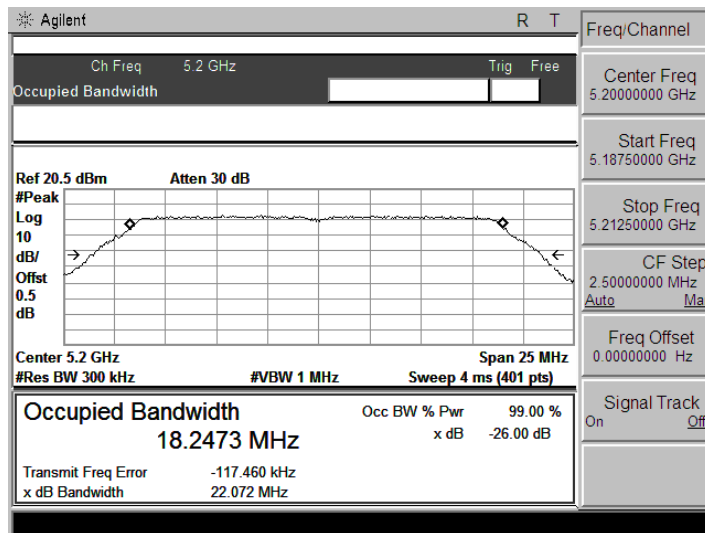 Agilent R T
Ch Freq 5.2 GHz Trig Free
Occupied Bandwidth
Ref 20.5 dBm Atten 30 dB
#Peak
Log
10
dB/
Offst
0.5
dB
Center 5.2 GHz Span 25 MHz
#Res BW 300 kHz #VBW 1 MHz Sweep 4 ms (401 pts)
Occupied Bandwidth Occ BW % Pwr 99.00 %
18.2473 MHz x dB -26.00 dB
Transmit Freq Error -117.460 kHz
x dB Bandwidth 22.072 MHz
Freq/Channel
Center Freq
5.20000000 GHz
Start Freq
5.18750000 GHz
Stop Freq
5.21250000 GHz
CF Step
2.50000000 MHz
Auto Ma
Freq Offset
0.00000000 Hz
Signal Track
On Off